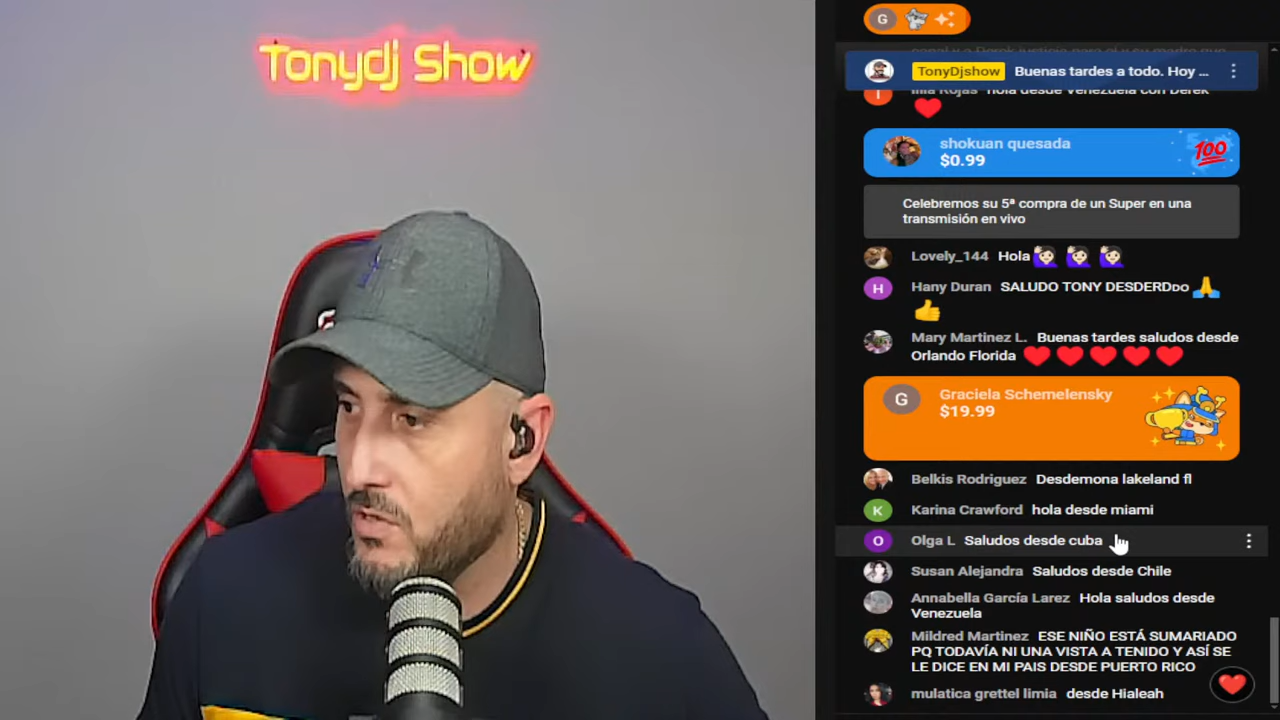 Tonydj Show
G
TonyDjshow Buenas tardes a todo. Hoy ...
hola desde Venezuela con Derek
shokuan quesada
$0.99
100
Celebremos su 5ª compra de un Super en una
transmisión en vivo
Lovely_144 Hola
H Hany Duran SALUDO TONY DESDERDDO
Mary Martinez L. Buenas tardes saludos desde
Orlando Florida
G Graciela Schemelensky
$19.99
Belkis Rodriguez Desdemona lakeland fl
K Karina Crawford hola desde miami
O Olga L Saludos desde cuba
Susan Alejandra Saludos desde Chile
Annabella García Larez Hola saludos desde
Venezuela
Mildred Martinez ESE NIÑO ESTÁ SUMARIADO
PQ TODAVÍA NI UNA VISTA A TENIDO Y ASÍ SE
LE DICE EN MI PAIS DESDE PUERTO RICO
mulatica grettel limia desde Hialeah